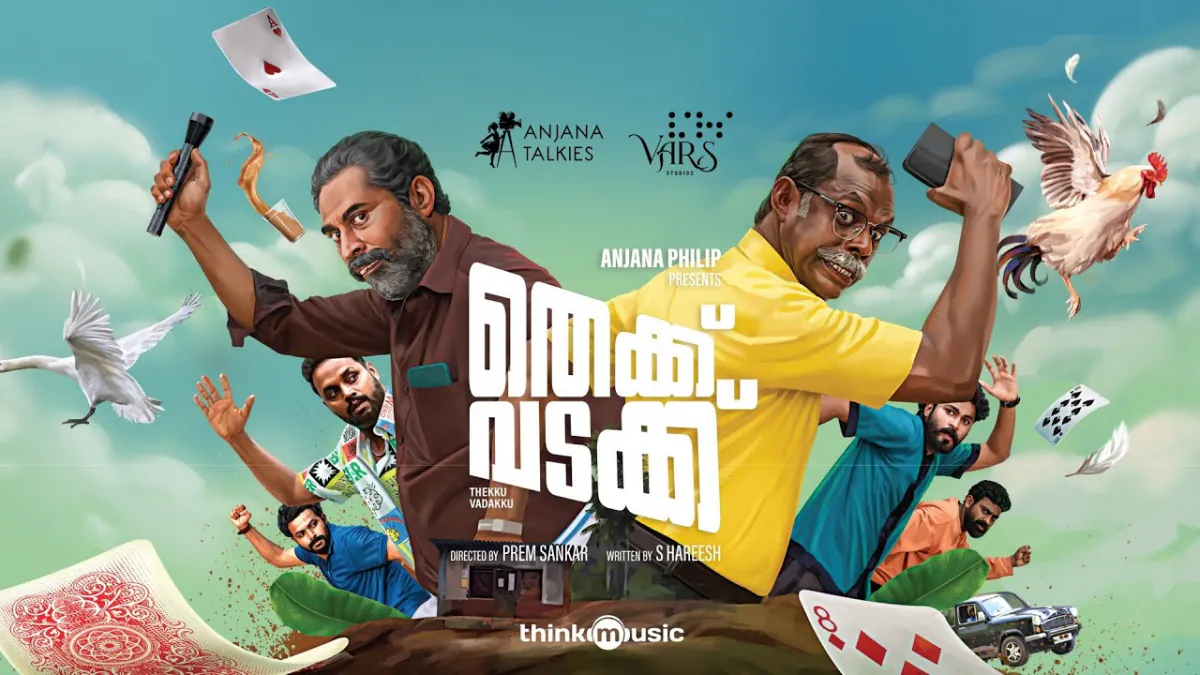 A
ANJANA
TALKIES
VARS
STUDIOS
ANJANA PHILIP
PRESENTS
തെക്ക്
വടക്ക്
THEKKU
VADAKKU
DIRECTED BY PREM SANKAR
WRITTEN BY S HAREESH
8
think music